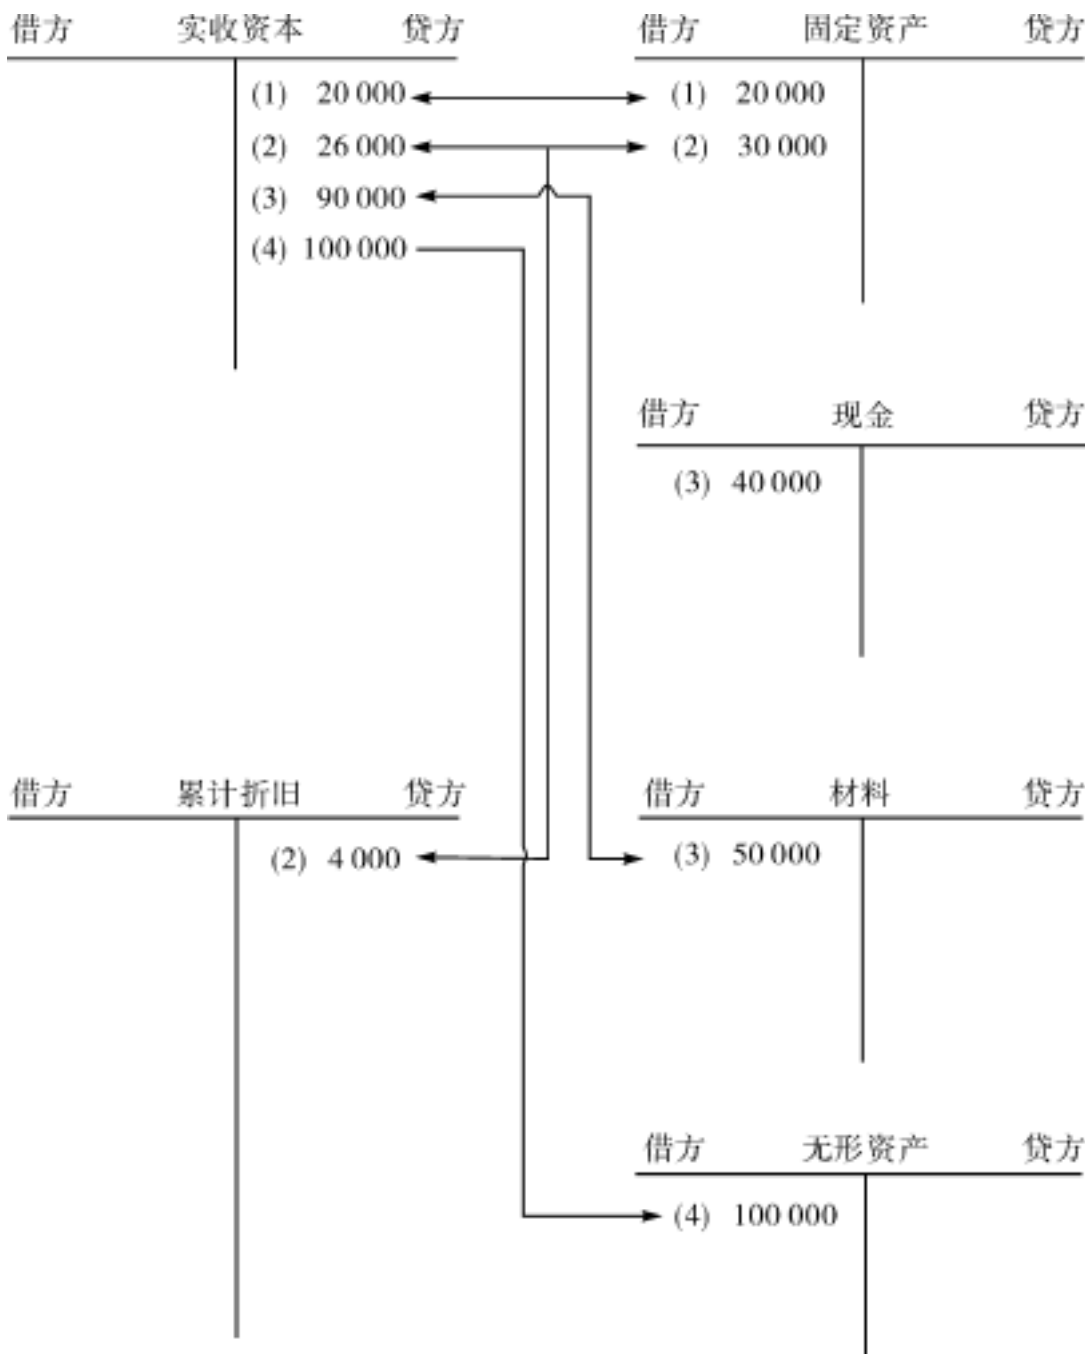 借方 实收资本 贷方 借方 固定资产 贷方
(1) 20 000 (1) 20 000
(2) 26 000 (2) 30 000
(3) 90 000
(4) 100 000
借方 现金 贷方
(3) 40 000
借方 累计折旧 贷方 借方 材料 贷方
(2) 4 000 (3) 50 000
借方 无形资产 贷方
(4) 100 000